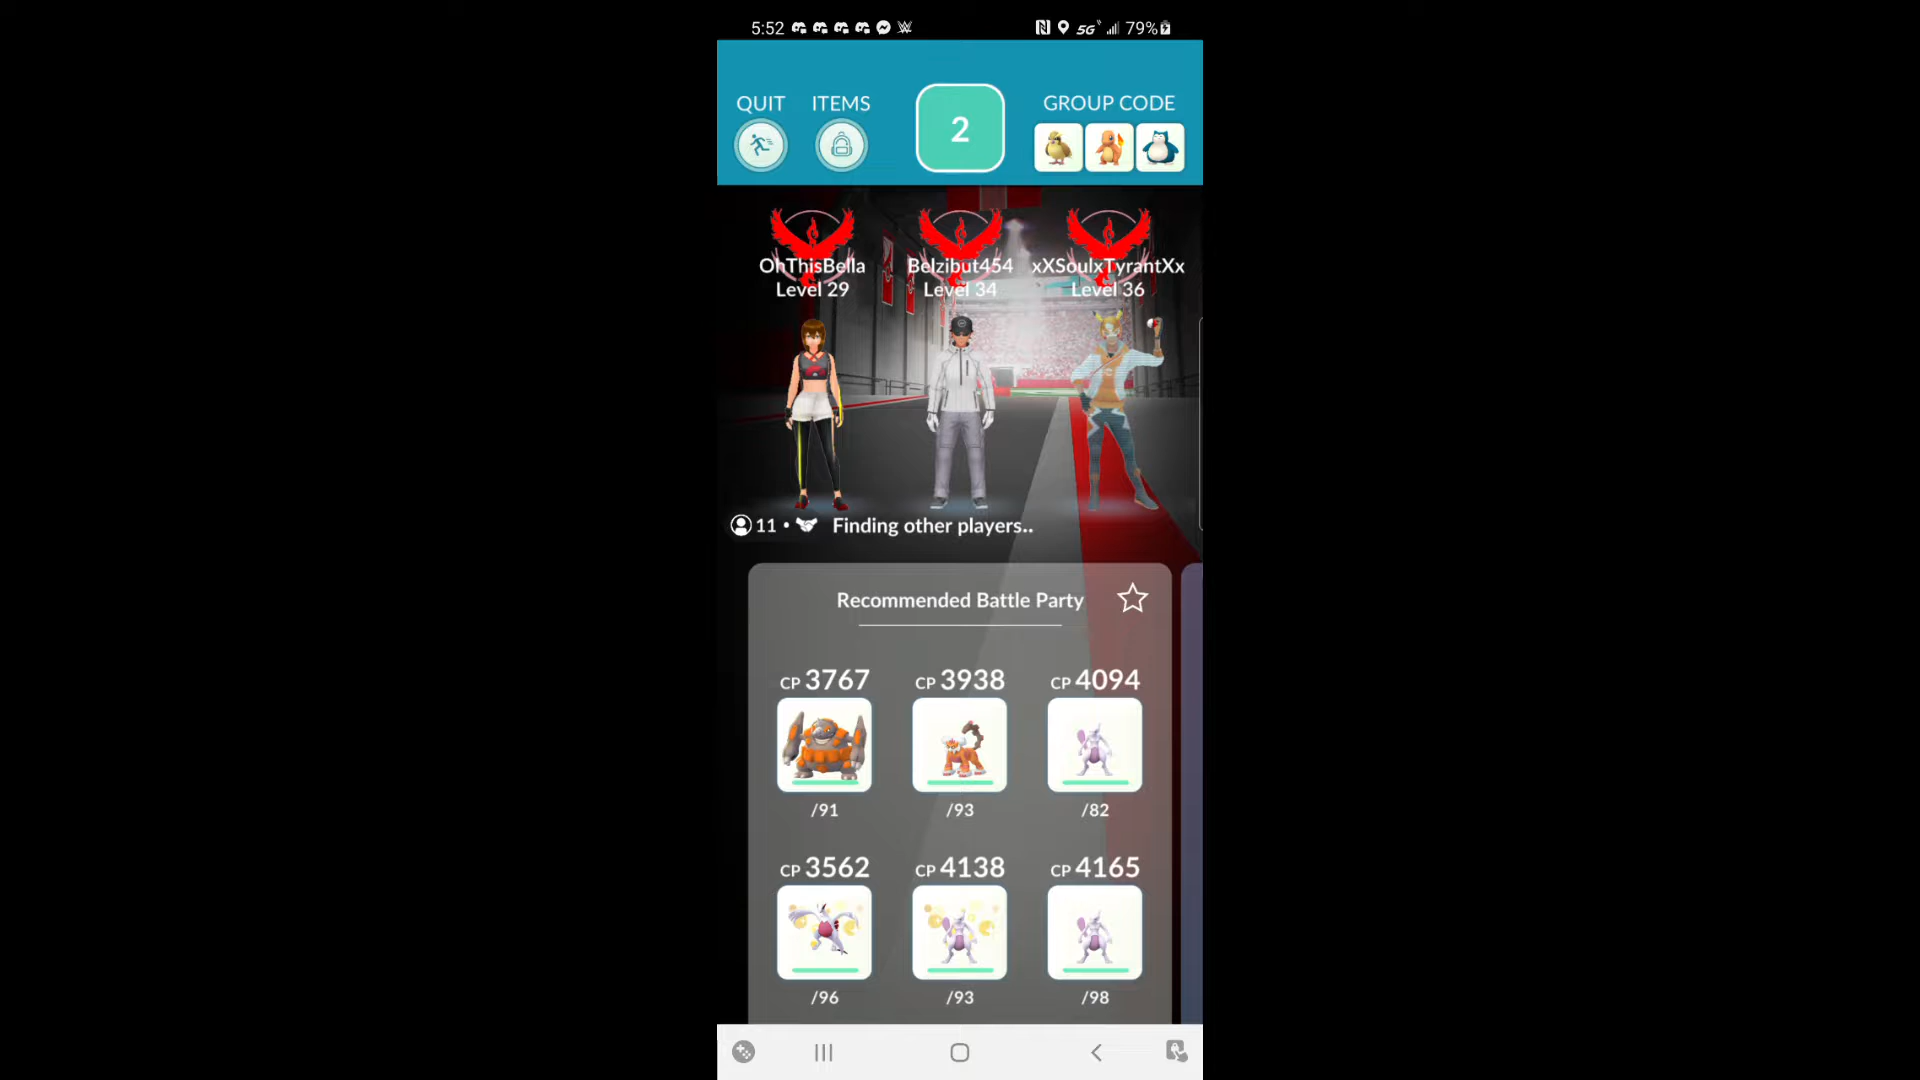 5:52 5G 79%
QUIT ITEMS 2 GROUP CODE
OhThisBella Belzibut454 xXSoulxTyrantXx
Level 29 Level 34 Level 36
11 • Finding other players..
Recommended Battle Party
CP 3767 CP 3938 CP 4094
/91 /93 /82
CP 3562 CP 4138 CP 4165
/96 /93 /98